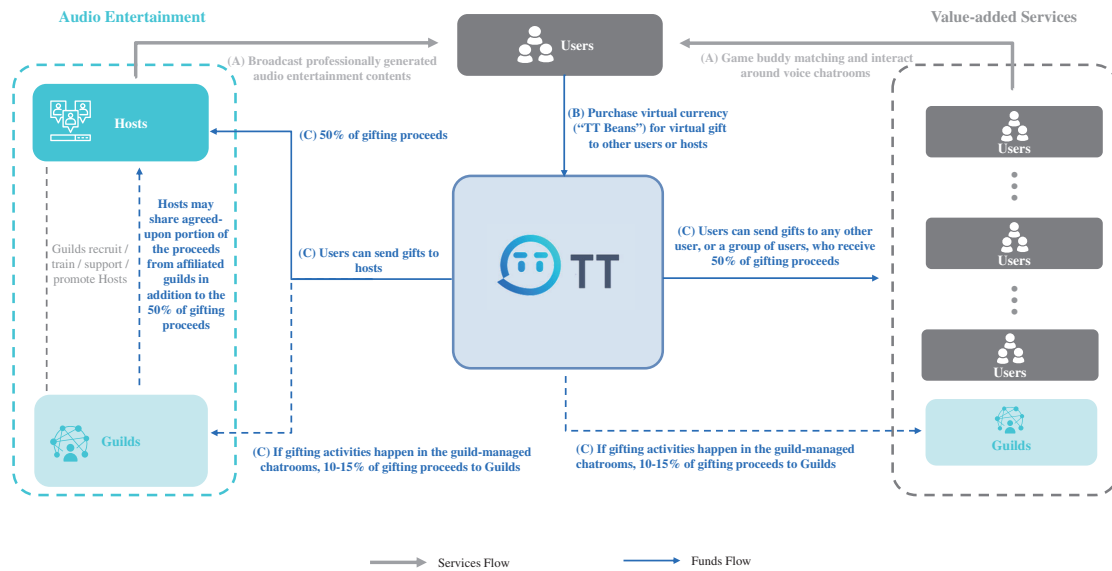 Audio Entertainment
Value-added Services
Users
(A) Broadcast professionally generated
audio entertainment contents
(A) Game buddy matching and interact
around voice chatrooms
Hosts
(C) 50% of gifting proceeds
(B) Purchase virtual currency
(“TT Beans”) for virtual gift
to other users or hosts
Users
Guilds recruit /
train / support /
promote Hosts
Hosts may
share agreed-
upon portion of
the proceeds
from affiliated
guilds in
addition to the
50% of gifting
proceeds
(C) Users can send gifts to
hosts
TT
(C) Users can send gifts to any other
user, or a group of users, who receive
50% of gifting proceeds
Users
Users
Guilds
(C) If gifting activities happen in the guild-managed
chatrooms, 10-15% of gifting proceeds to Guilds
(C) If gifting activities happen in the guild-managed
chatrooms, 10-15% of gifting proceeds to Guilds
Guilds
Services Flow
Funds Flow